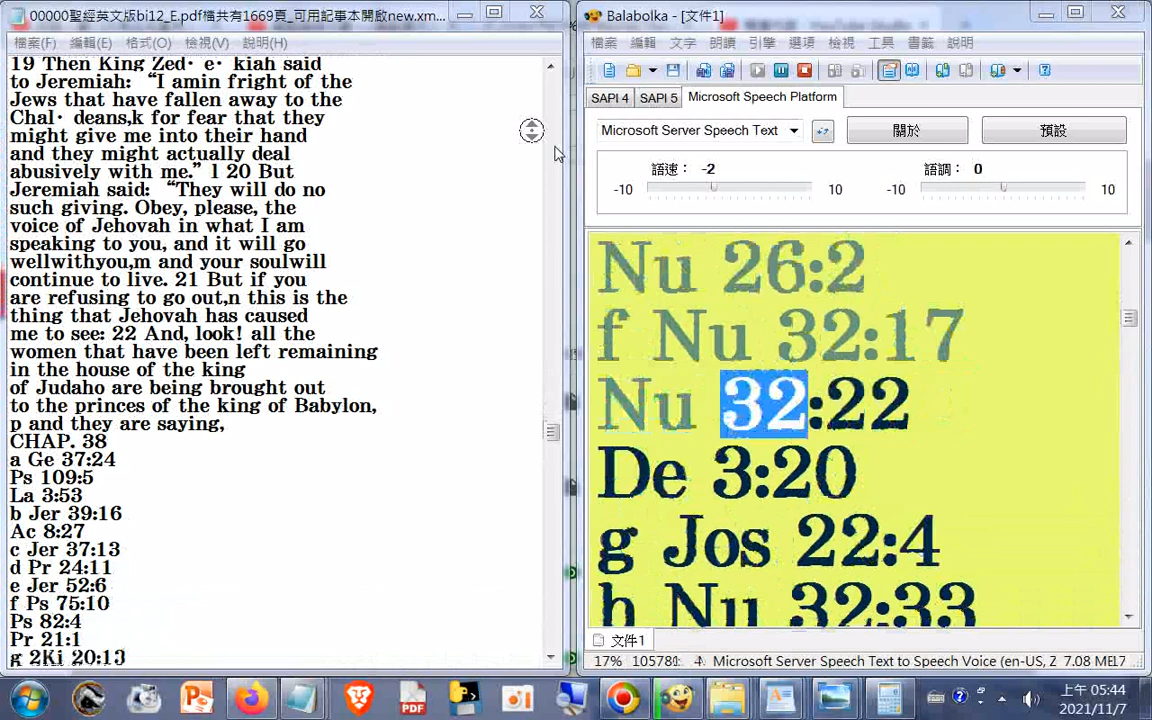 00000聖經英文版bi12_E.pdf檔共有1669頁_可用記事本開啟new.xm...
檔案(F) 編輯(E) 格式(O) 檢視(V) 說明(H)
19 Then King Zed· e· kiah said
to Jeremiah: “I amin fright of the
Jews that have fallen away to the
Chal· deans,k for fear that they
might give me into their hand
and they might actually deal
abusively with me.” l 20 But
Jeremiah said: “They will do no
such giving. Obey, please, the
voice of Jehovah in what I am
speaking to you, and it will go
wellwithyou,m and your soulwill
continue to live. 21 But if you
are refusing to go out,n this is the
thing that Jehovah has caused
me to see: 22 And, look! all the
women that have been left remaining
in the house of the king
of Judaho are being brought out
to the princes of the king of Babylon,
p and they are saying,
CHAP. 38
a Ge 37:24
Ps 109:5
La 3:53
b Jer 39:16
Ac 8:27
c Jer 37:13
d Pr 24:11
e Jer 52:6
f Ps 75:10
Ps 82:4
Pr 21:1
g 2Ki 20:13
Balabolka - [文件1]
檔案 編輯 文字 朗讀 引擎 選項 檢視 工具 書籤 說明
SAPI 4 SAPI 5 Microsoft Speech Platform
Microsoft Server Speech Text 關於 預設
語速： -2 語調： 0
-10 10 -10 10
Nu 26:2
f Nu 32:17
Nu 32:22
De 3:20
g Jos 22:4
h Nu 32:33
文件1
17% Microsoft Server Speech Text to Speech Voice (en-US, Z 7.08 MB
上午 05:44
2021/11/7